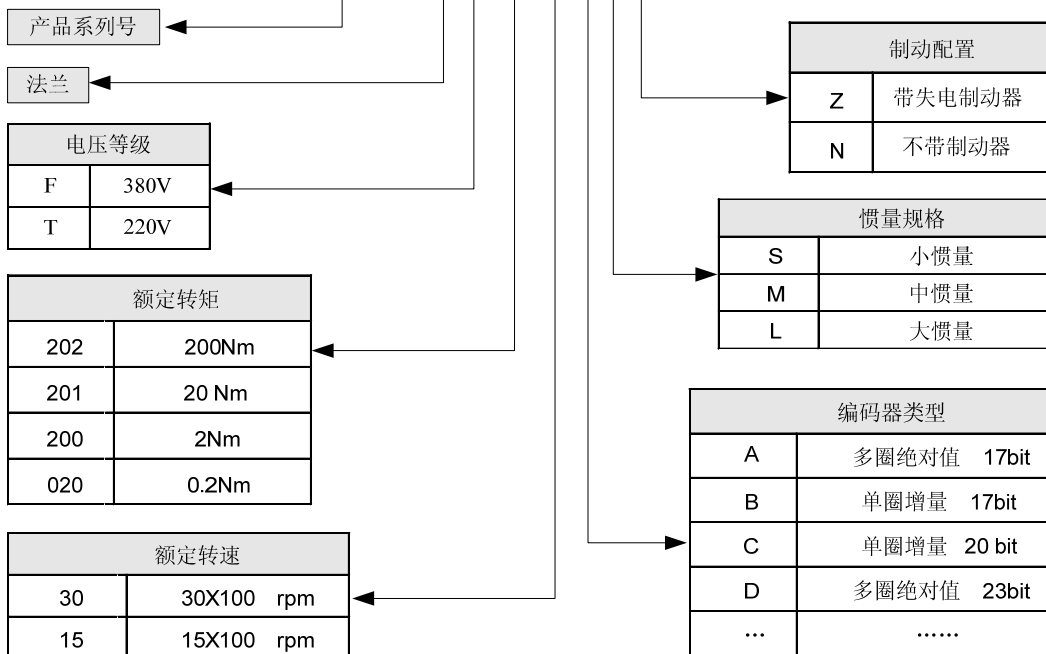 产品系列号
法兰
电压等级
F 380V
T 220V
额定转矩
202 200Nm
201 20 Nm
200 2Nm
020 0.2Nm
额定转速
30 30X100 rpm
15 15X100 rpm
制动配置
Z 带失电制动器
N 不带制动器
惯量规格
S 小惯量
M 中惯量
L 大惯量
编码器类型
A 多圈绝对值 17bit
B 单圈增量 17bit
C 单圈增量 20 bit
D 多圈绝对值 23bit
... ......